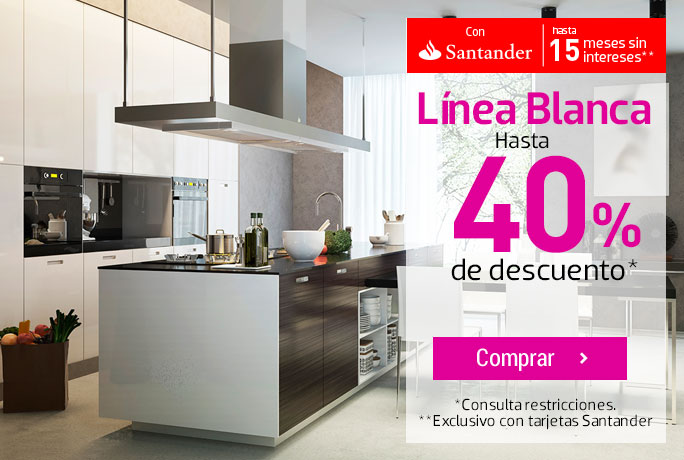 Con
Santander
hasta
15 meses sin
intereses**
Línea Blanca
Hasta
40%
de descuento*
Comprar >
*Consulta restricciones.
**Exclusivo con tarjetas Santander